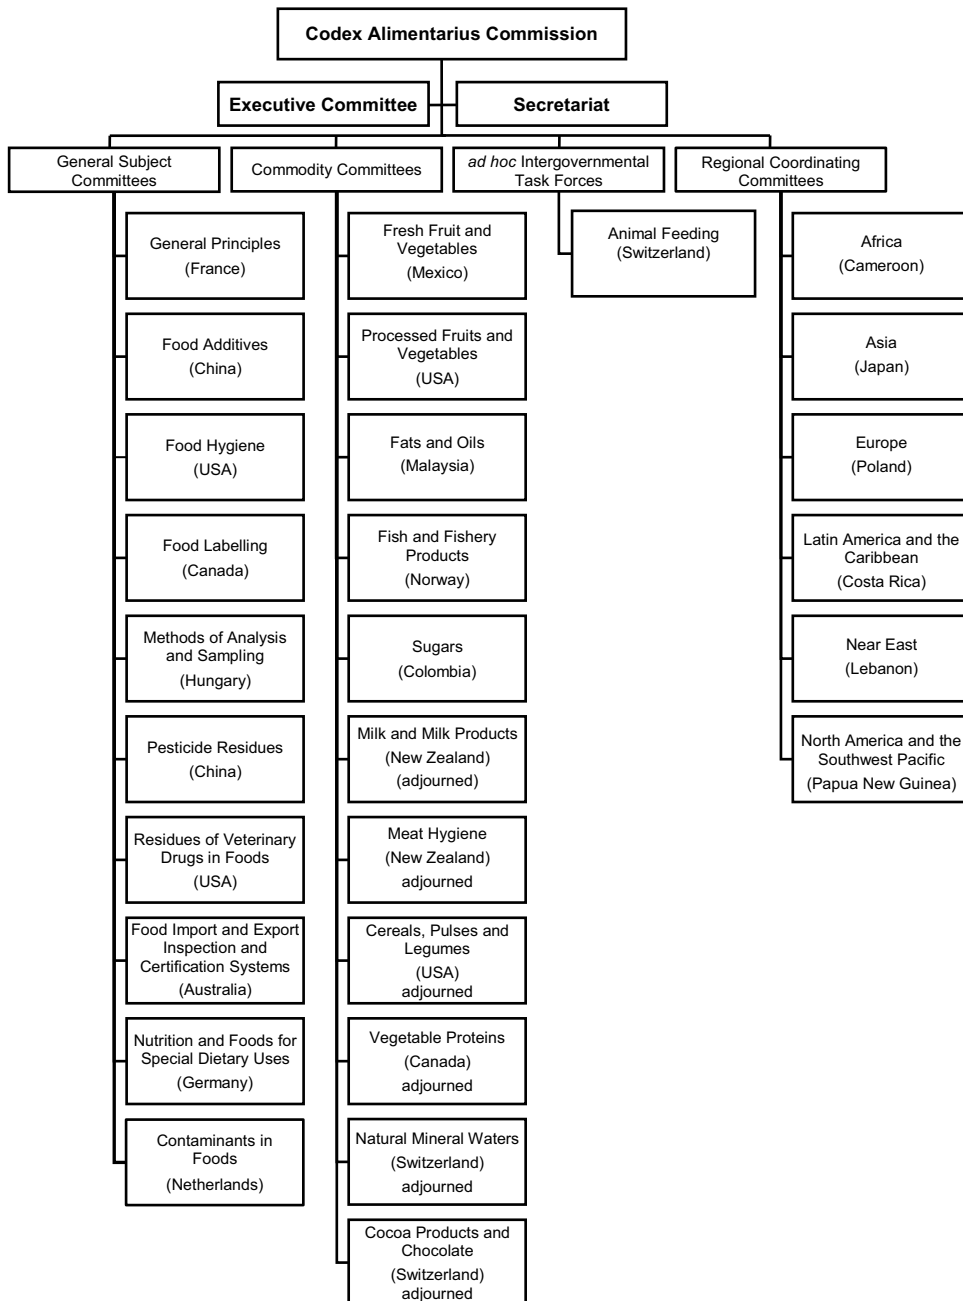 Codex Alimentarius Commission
Executive Committee
Secretariat
General Subject
Committees
Commodity Committees
ad hoc Intergovernmental
Task Forces
Regional Coordinating
Committees
General Principles
(France)
Food Additives
(China)
Food Hygiene
(USA)
Food Labelling
(Canada)
Methods of Analysis
and Sampling
(Hungary)
Pesticide Residues
(China)
Residues of Veterinary
Drugs in Foods
(USA)
Food Import and Export
Inspection and
Certification Systems
(Australia)
Nutrition and Foods for
Special Dietary Uses
(Germany)
Contaminants in
Foods
(Netherlands)
Fresh Fruit and
Vegetables
(Mexico)
Processed Fruits and
Vegetables
(USA)
Fats and Oils
(Malaysia)
Fish and Fishery
Products
(Norway)
Sugars
(Colombia)
Milk and Milk Products
(New Zealand)
(adjourned)
Meat Hygiene
(New Zealand)
adjourned
Cereals, Pulses and
Legumes
(USA)
adjourned
Vegetable Proteins
(Canada)
adjourned
Natural Mineral Waters
(Switzerland)
adjourned
Cocoa Products and
Chocolate
(Switzerland)
adjourned
Animal Feeding
(Switzerland)
Africa
(Cameroon)
Asia
(Japan)
Europe
(Poland)
Latin America and the
Caribbean
(Costa Rica)
Near East
(Lebanon)
North America and the
Southwest Pacific
(Papua New Guinea)